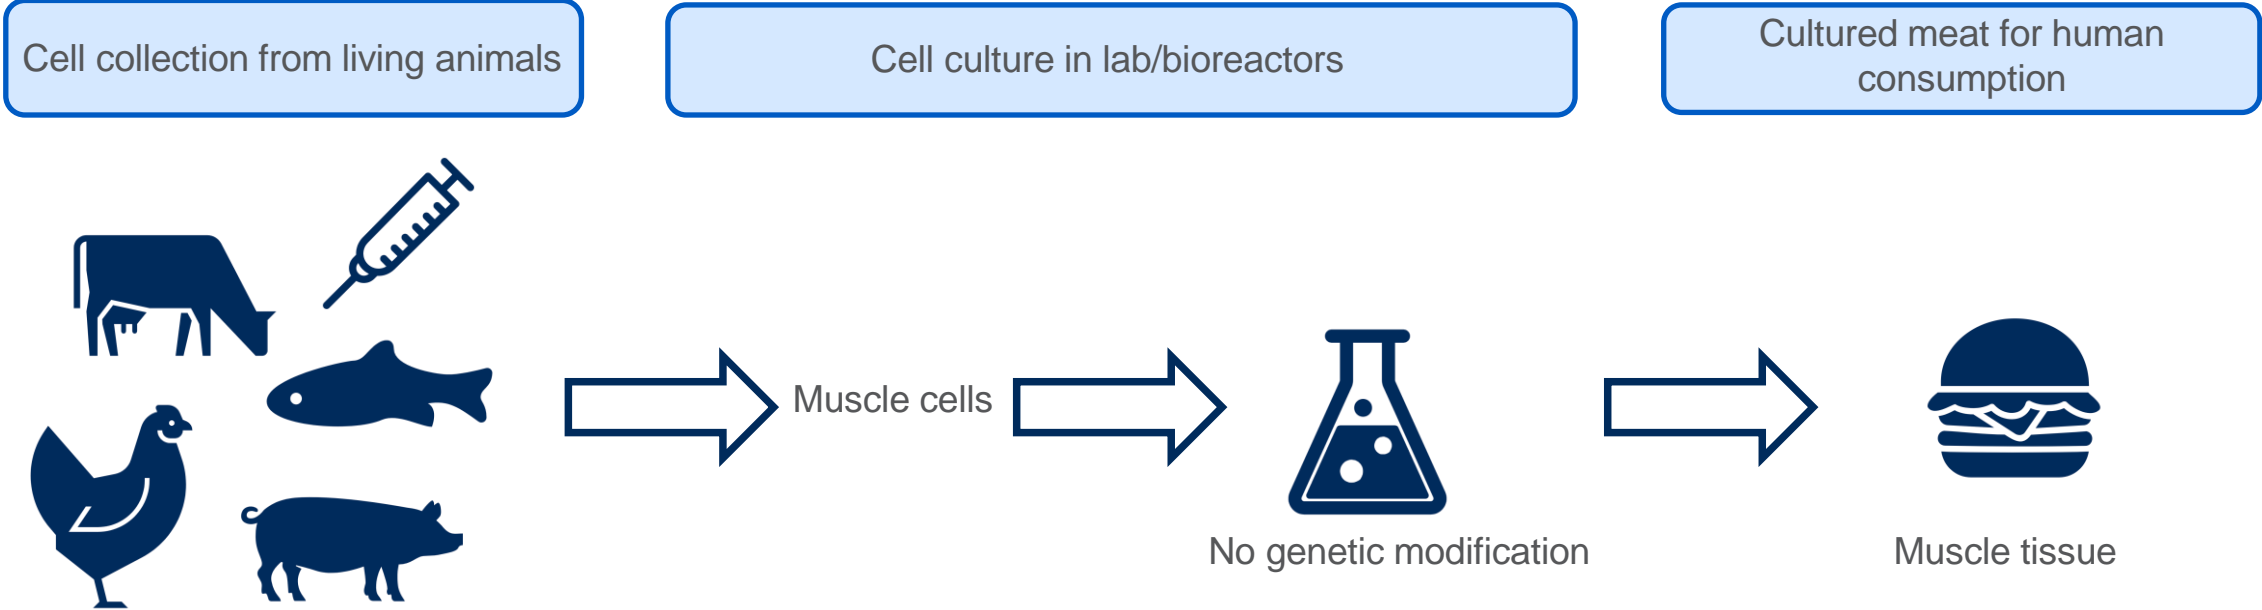 Cell collection from living animals
Cell culture in lab/bioreactors
Cultured meat for human
consumption
Muscle cells
No genetic modification
Muscle tissue